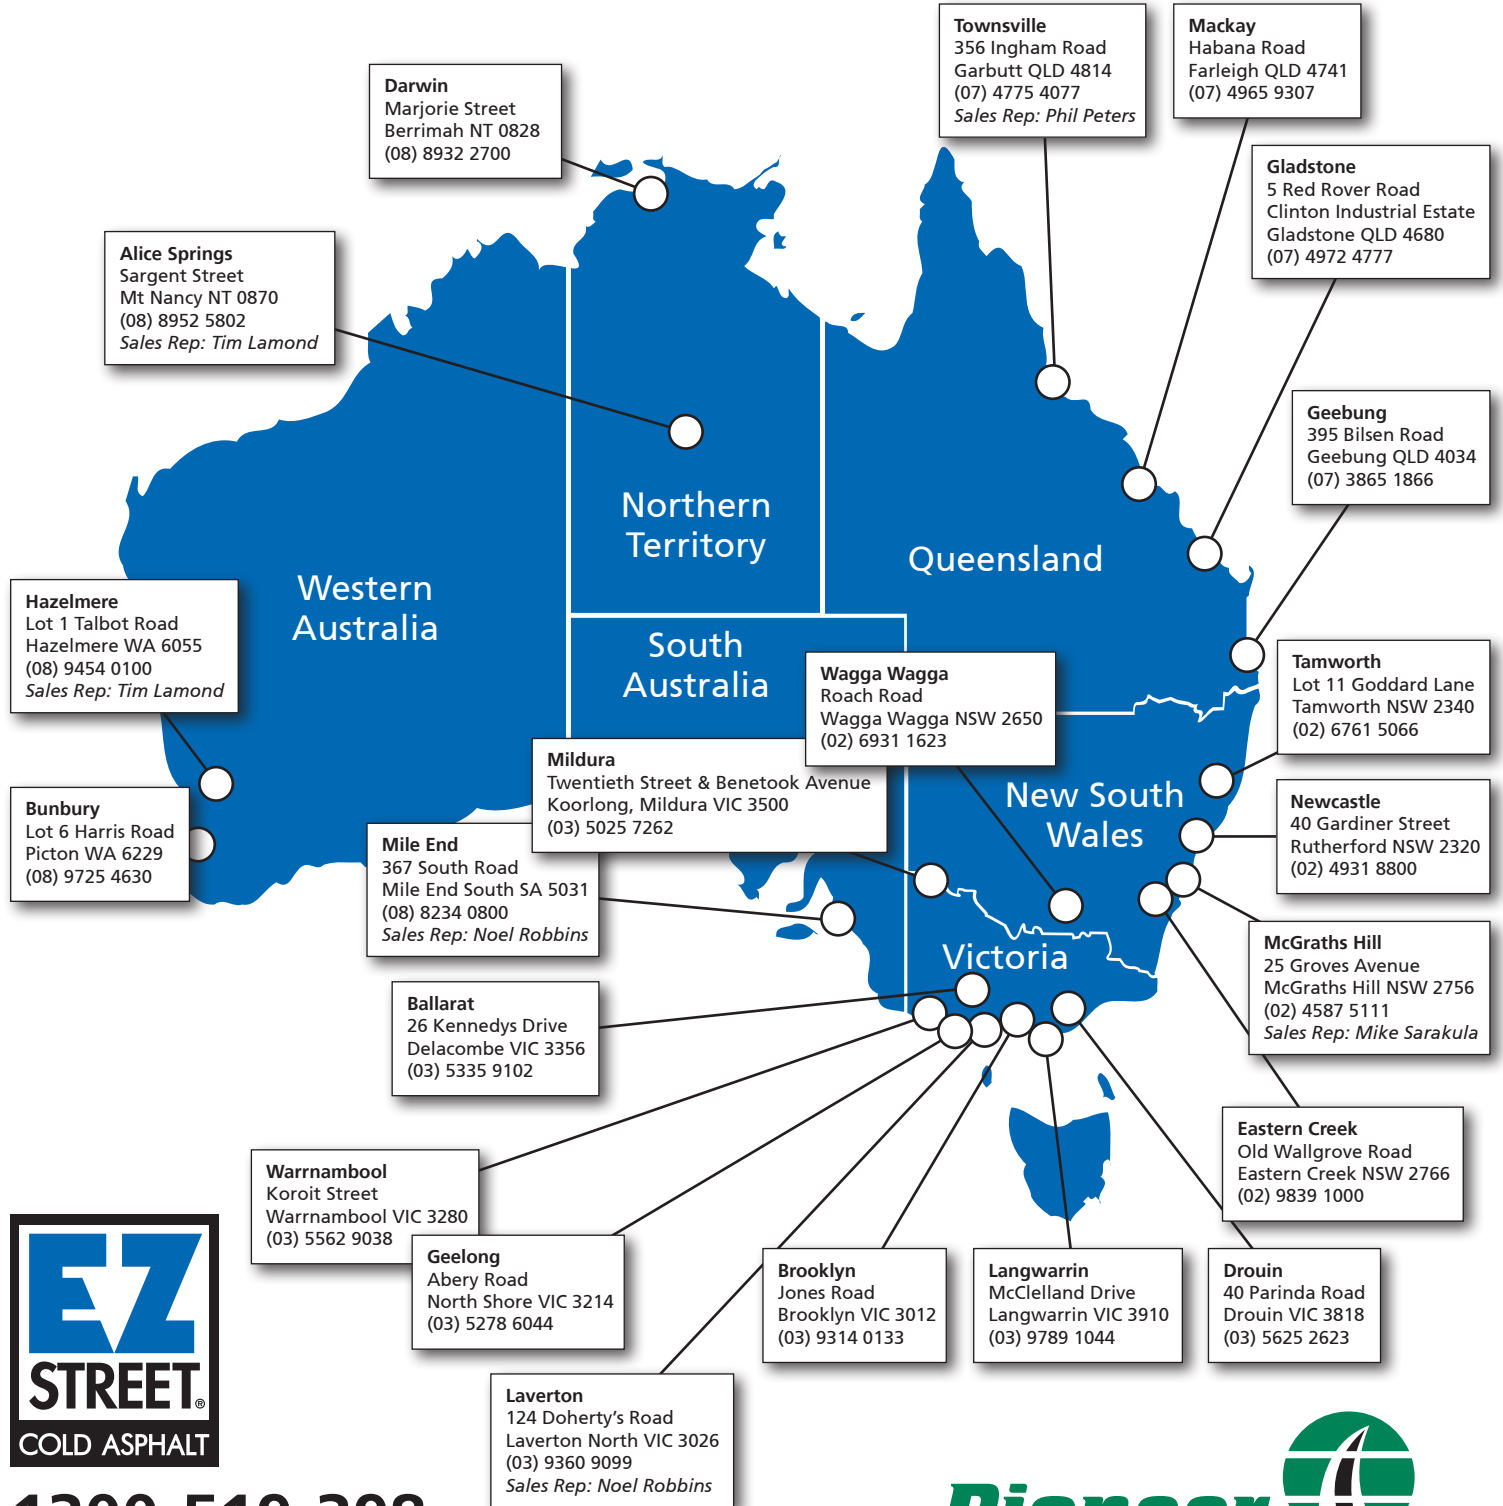 Townsville
356 Ingham Road
Garbutt QLD 4814
(07) 4775 4077
Sales Rep: Phil Peters
Mackay
Habana Road
Farleigh QLD 4741
(07) 4965 9307
Darwin
Marjorie Street
Berrimah NT 0828
(08) 8932 2700
Gladstone
5 Red Rover Road
Clinton Industrial Estate
Gladstone QLD 4680
(07) 4972 4777
Alice Springs
Sargent Street
Mt Nancy NT 0870
(08) 8952 5802
Sales Rep: Tim Lamond
Geebung
395 Bilsen Road
Geebung QLD 4034
(07) 3865 1866
Northern
Territory
Queensland
Western
Australia
South
Australia
Hazelmere
Lot 1 Talbot Road
Hazelmere WA 6055
(08) 9454 0100
Sales Rep: Tim Lamond
Wagga Wagga
Roach Road
Wagga Wagga NSW 2650
(02) 6931 1623
Tamworth
Lot 11 Goddard Lane
Tamworth NSW 2340
(02) 6761 5066
Mildura
Twentieth Street & Benetook Avenue
Koorlong, Mildura VIC 3500
(03) 5025 7262
New South
Wales
Newcastle
40 Gardiner Street
Rutherford NSW 2320
(02) 4931 8800
Bunbury
Lot 6 Harris Road
Picton WA 6229
(08) 9725 4630
Mile End
367 South Road
Mile End South SA 5031
(08) 8234 0800
Sales Rep: Noel Robbins
Victoria
McGraths Hill
25 Groves Avenue
McGraths Hill NSW 2756
(02) 4587 5111
Sales Rep: Mike Sarakula
Ballarat
26 Kennedys Drive
Delacombe VIC 3356
(03) 5335 9102
Eastern Creek
Old Wallgrove Road
Eastern Creek NSW 2766
(02) 9839 1000
Warrnambool
Koroit Street
Warrnambool VIC 3280
(03) 5562 9038
Geelong
Abery Road
North Shore VIC 3214
(03) 5278 6044
Brooklyn
Jones Road
Brooklyn VIC 3012
(03) 9314 0133
Langwarrin
McClelland Drive
Langwarrin VIC 3910
(03) 9789 1044
Drouin
40 Parinda Road
Drouin VIC 3818
(03) 5625 2623
Laverton
124 Doherty's Road
Laverton North VIC 3026
(03) 9360 9099
Sales Rep: Noel Robbins
EZ
STREET®
COLD ASPHALT
Pioneer